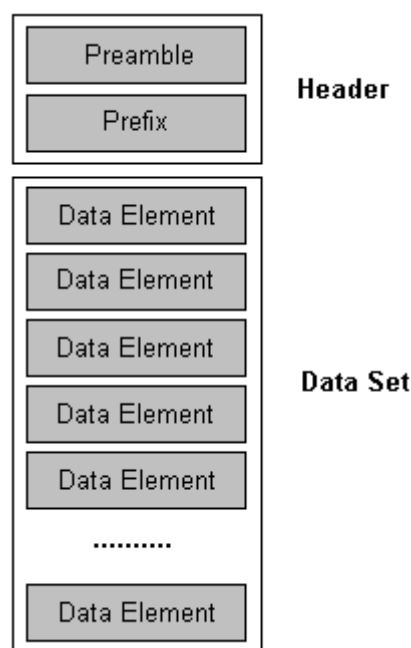 Preamble
Header
Prefix
Data Element
Data Element
Data Element
Data Set
Data Element
Data Element
..........
Data Element